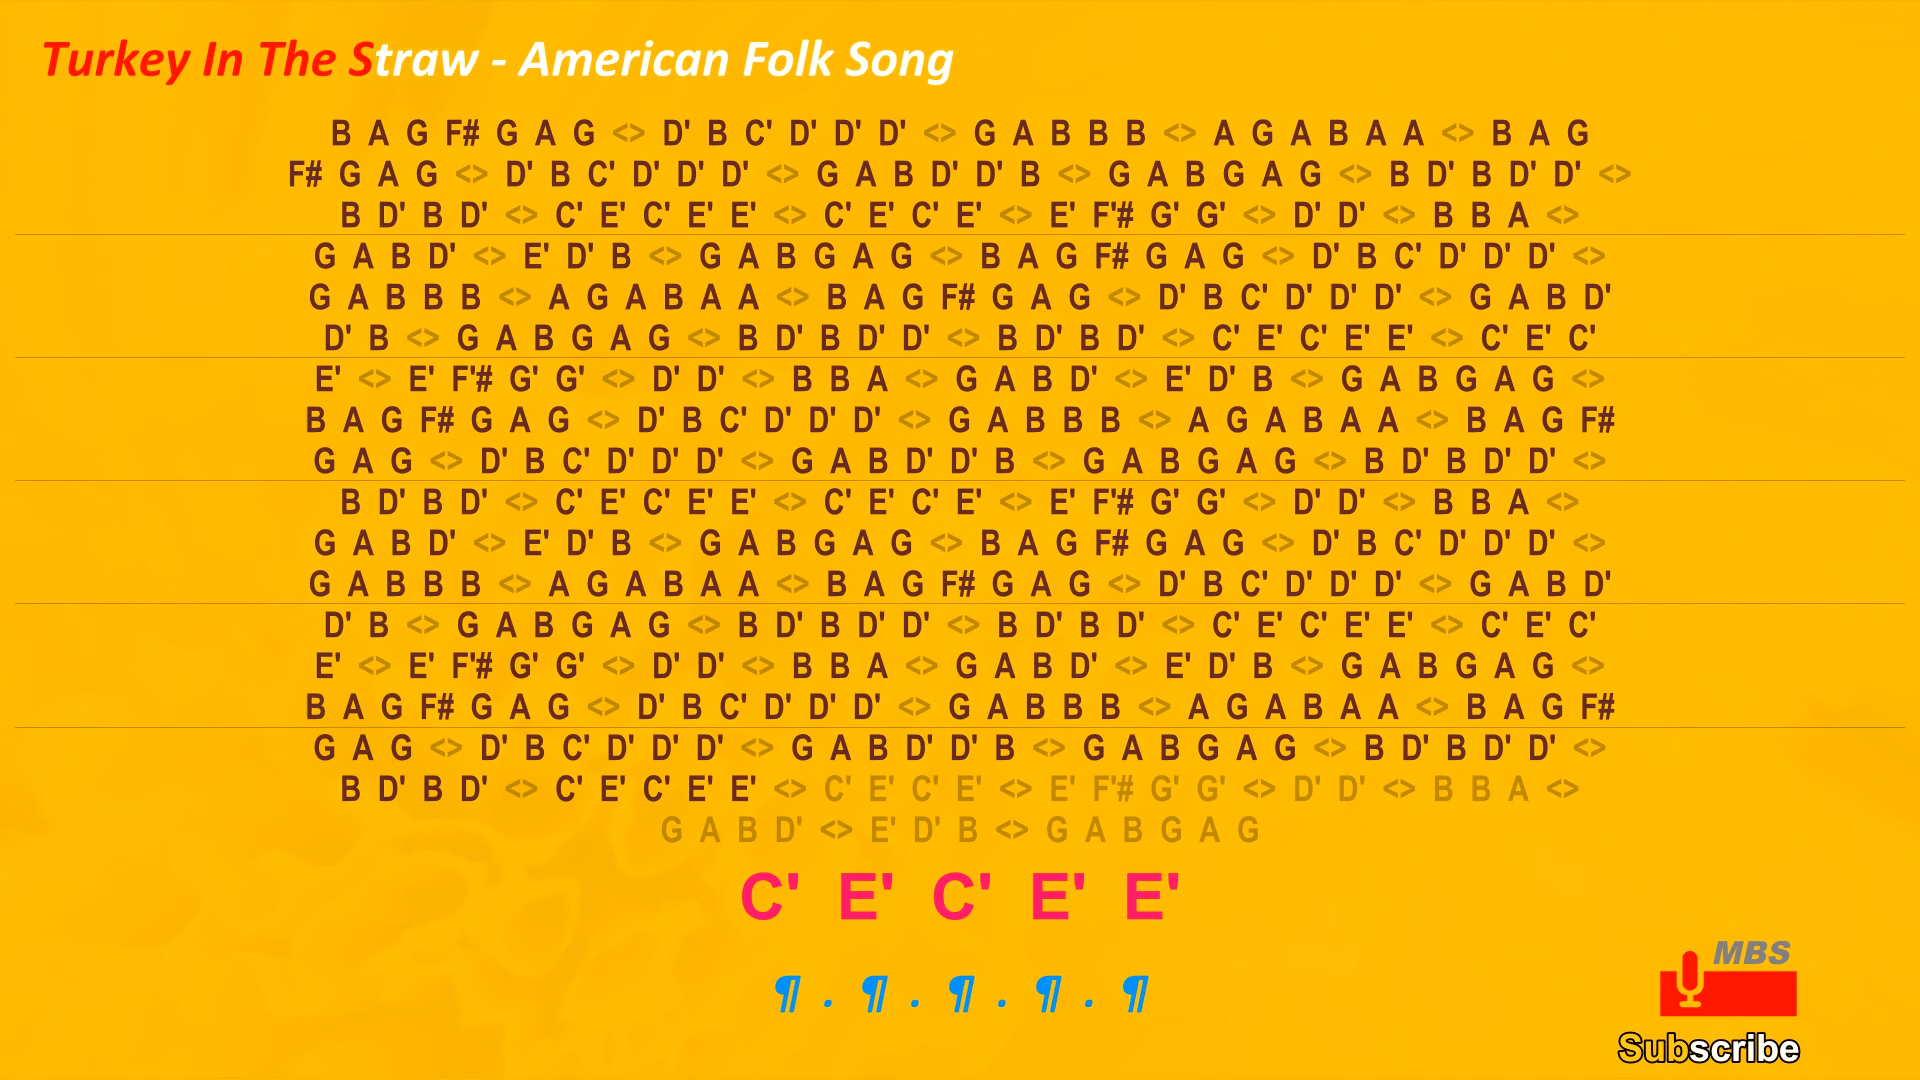 Turkey In The Straw - American Folk Song
B A G F# G A G <> D' B C' D' D' D' <> G A B B B <> A G A B A A <> B A G
F# G A G <> D' B C' D' D' D' <> G A B D' D' B <> G A B G A G <> B D' B D' D' <>
B D' B D' <> C' E' C' E' E' <> C' E' C' E' <> E' F'# G' G' <> D' D' <> B B A <>
G A B D' <> E' D' B <> G A B G A G <> B A G F# G A G <> D' B C' D' D' D' <>
G A B B B <> A G A B A A <> B A G F# G A G <> D' B C' D' D' D' <> G A B D'
D' B <> G A B G A G <> B D' B D' D' <> B D' B D' <> C' E' C' E' E' <> C' E' C'
E' <> E' F'# G' G' <> D' D' <> B B A <> G A B D' <> E' D' B <> G A B G A G <>
B A G F# G A G <> D' B C' D' D' D' <> G A B B B <> A G A B A A <> B A G F#
G A G <> D' B C' D' D' D' <> G A B D' D' B <> G A B G A G <> B D' B D' D' <>
B D' B D' <> C' E' C' E' E' <> C' E' C' E' <> E' F'# G' G' <> D' D' <> B B A <>
G A B D' <> E' D' B <> G A B G A G <> B A G F# G A G <> D' B C' D' D' D' <>
G A B B B <> A G A B A A <> B A G F# G A G <> D' B C' D' D' D' <> G A B D'
D' B <> G A B G A G <> B D' B D' D' <> B D' B D' <> C' E' C' E' E' <> C' E' C'
E' <> E' F'# G' G' <> D' D' <> B B A <> G A B D' <> E' D' B <> G A B G A G <>
B A G F# G A G <> D' B C' D' D' D' <> G A B B B <> A G A B A A <> B A G F#
G A G <> D' B C' D' D' D' <> G A B D' D' B <> G A B G A G <> B D' B D' D' <>
B D' B D' <> C' E' C' E' E' <> C' E' C' E' <> E' F'# G' G' <> D' D' <> B B A <>
G A B D' <> E' D' B <> G A B G A G
C' E' C' E' E'
¶ . ¶ . ¶ . ¶ . ¶
MBS
Subscribe